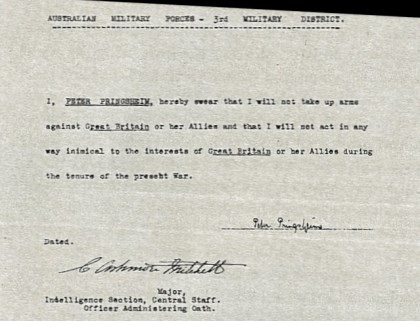 AUSTRALIAN MILITARY FORCES - 3rd MILITARY DISTRICT.
I, PETER PRINGSHEIM, hereby swear that I will not take up arms
against Great Britain or her Allies and that I will not act in any
way inimical to the interests of Great Britain or her Allies during
the tenure of the present War.
Peter Pringsheim
Dated.
Mitchell
Major,
Intelligence Section, Central Staff.
Officer Administering Oath.